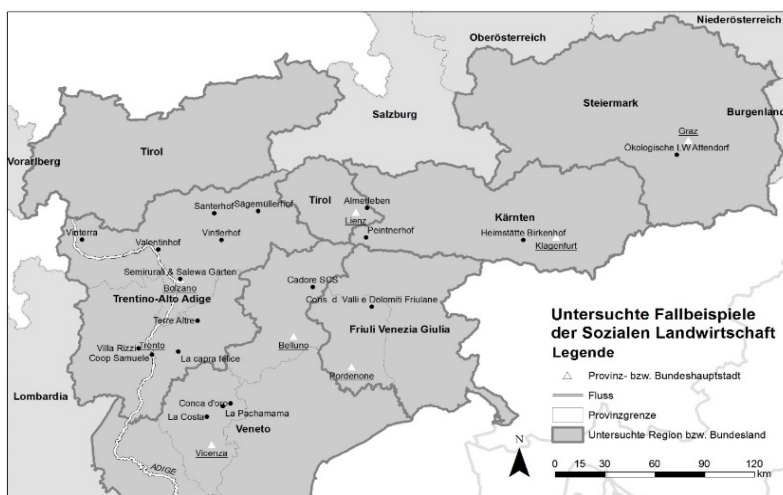 Niederösterreich
Oberösterreich
Steiermark
Burgenland
Salzburg
Graz
Ökologische LW Attendorf
Vorarlberg
Tirol
Tirol
Almerleben
Santerhof
Sägemüllerhof
Lienz
Kärnten
Vinterra
Valentinhof
Vintlerhof
Peintnerhof
Heimstätte Birkenhof
Klagenfurt
Semirurali & Salewa Gärten
Bolzano
Cadore SCS
Trentino-Alto Adige
Cons. d. Valli e Dolomiti Friulane
Terre Altre
Friuli Venezia Giulia
Villa Rizzi
Trento
Belluno
Coop Samuele
La capra felice
Pordenone
Lombardia
Conca d'oro
La Pachamama
La Costa
Veneto
Vicenza
ADIGE
Untersuchte Fallbeispiele
der Sozialen Landwirtschaft
Legende
Provinz- bzw. Bundeshauptstadt
Fluss
Provinzgrenze
Untersuchte Region bzw. Bundesland
N
0 15 30 60 90 120
km